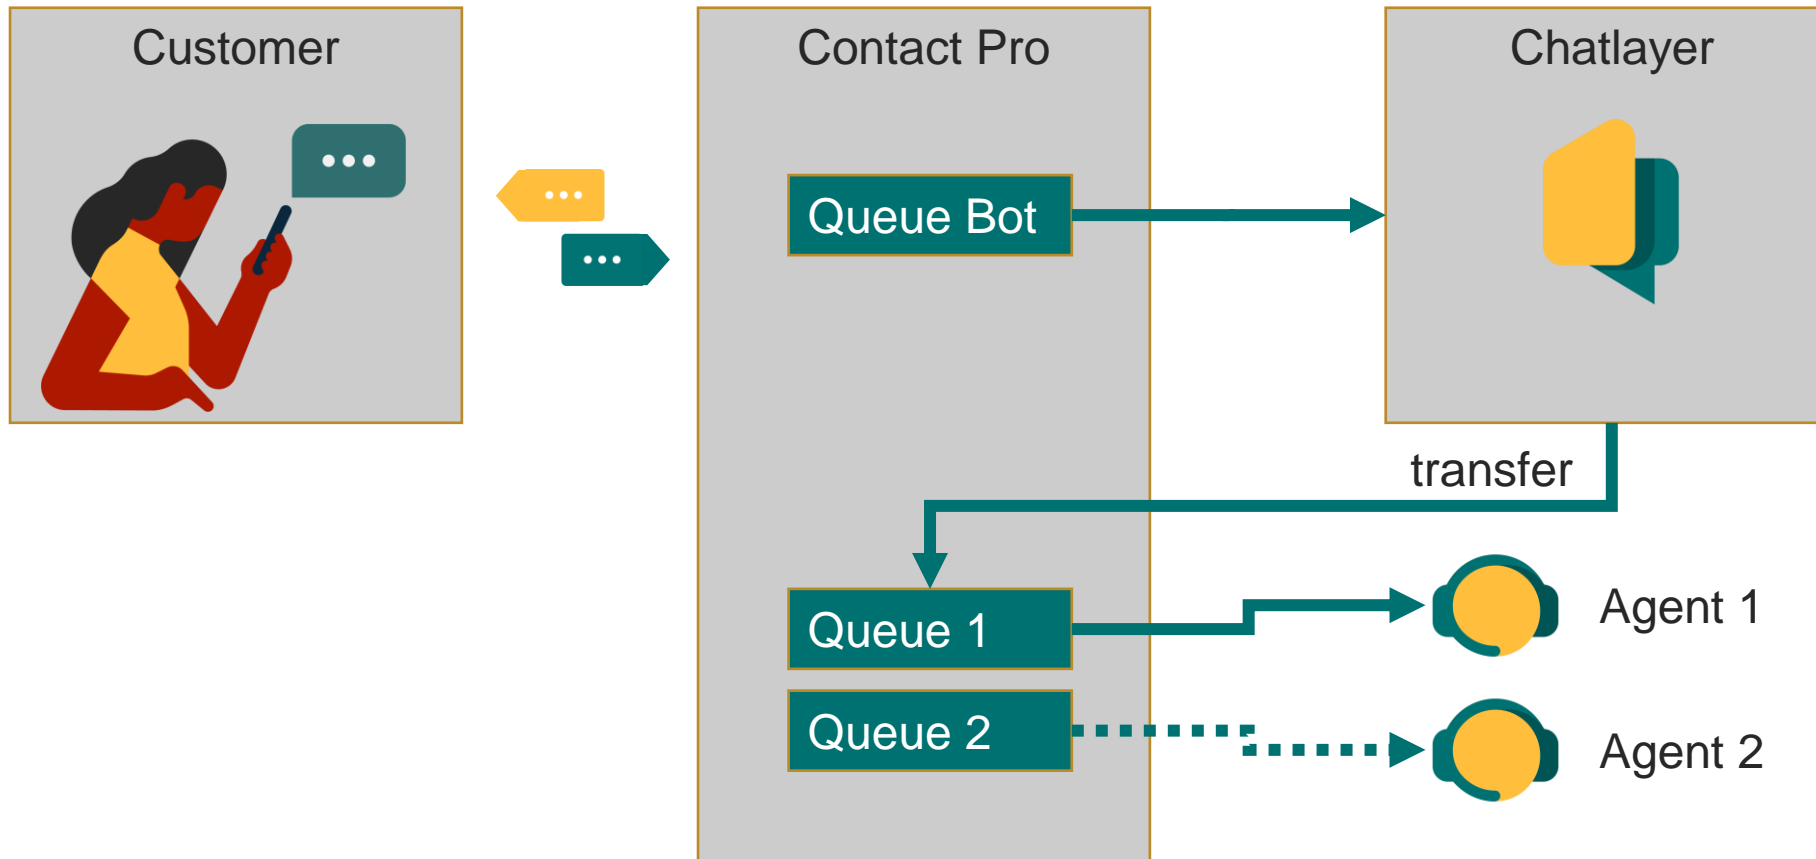 Customer
Contact Pro
Chatlayer
Queue Bot
transfer
Queue 1
Agent 1
Queue 2
Agent 2